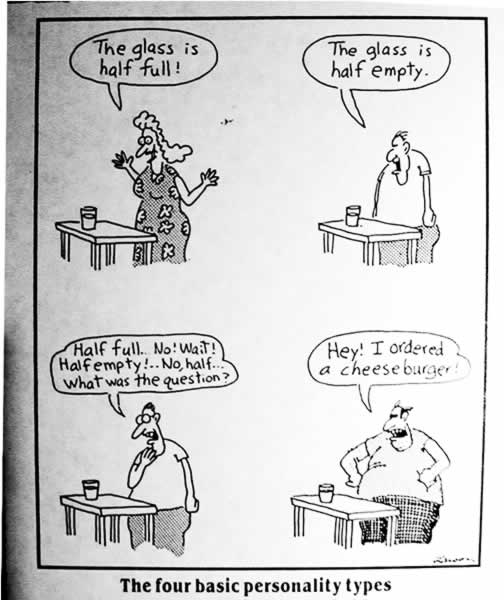 The glass is
half full!
The glass is
half empty.
Half full.. No! Wait!
Half empty!.. No, half...
What was the question?
Hey! I ordered
a cheeseburger!
Larson
The four basic personality types